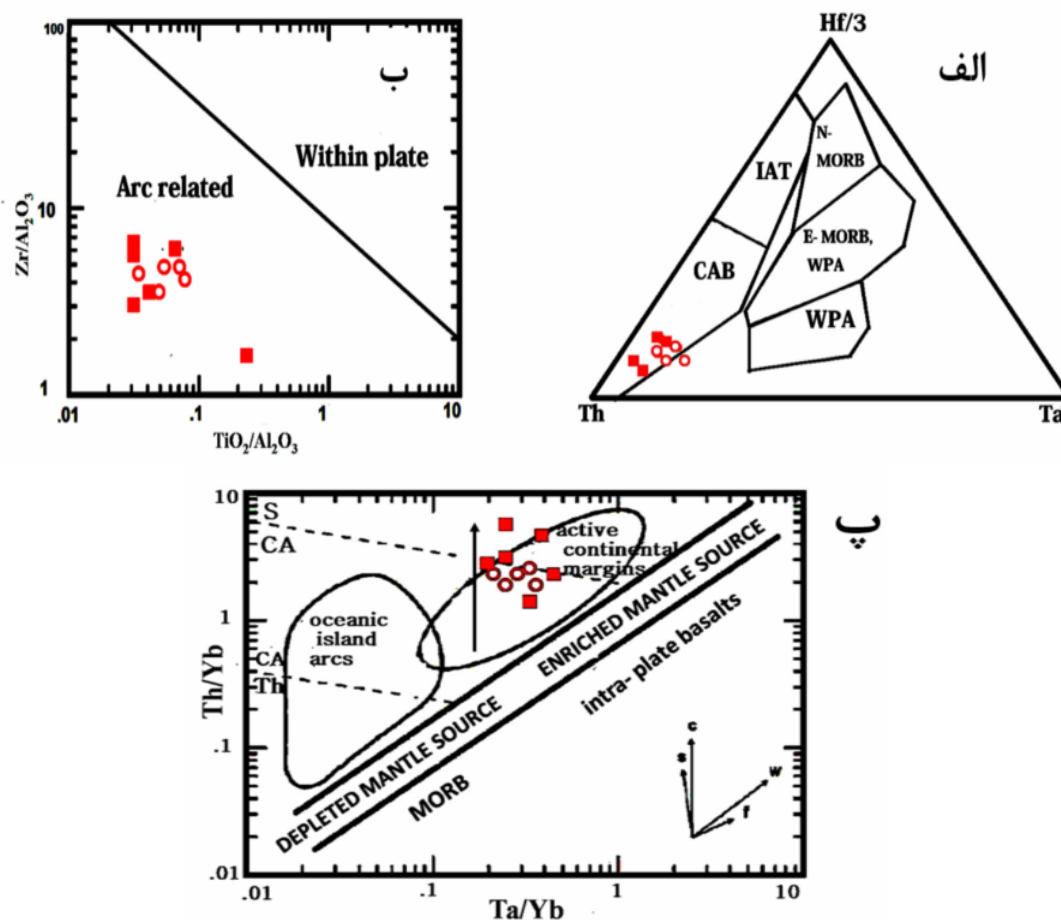 ب
100
10
1
Zr/Al₂O₃
Arc related
Within plate
.01
.1
1
10
TiO₂/Al₂O₃
الف
Hf/3
N-
MORB
IAT
E- MORB,
WPA
CAB
WPA
Th
Ta
پ
10
1
.1
.01
Th/Yb
S
CA
CA
Th
oceanic
island
arcs
active
continental
margins
DEPLETED MANTLE SOURCE
ENRICHED MANTLE SOURCE
intra- plate basalts
MORB
c
s
w
f
.01
.1
1
10
Ta/Yb